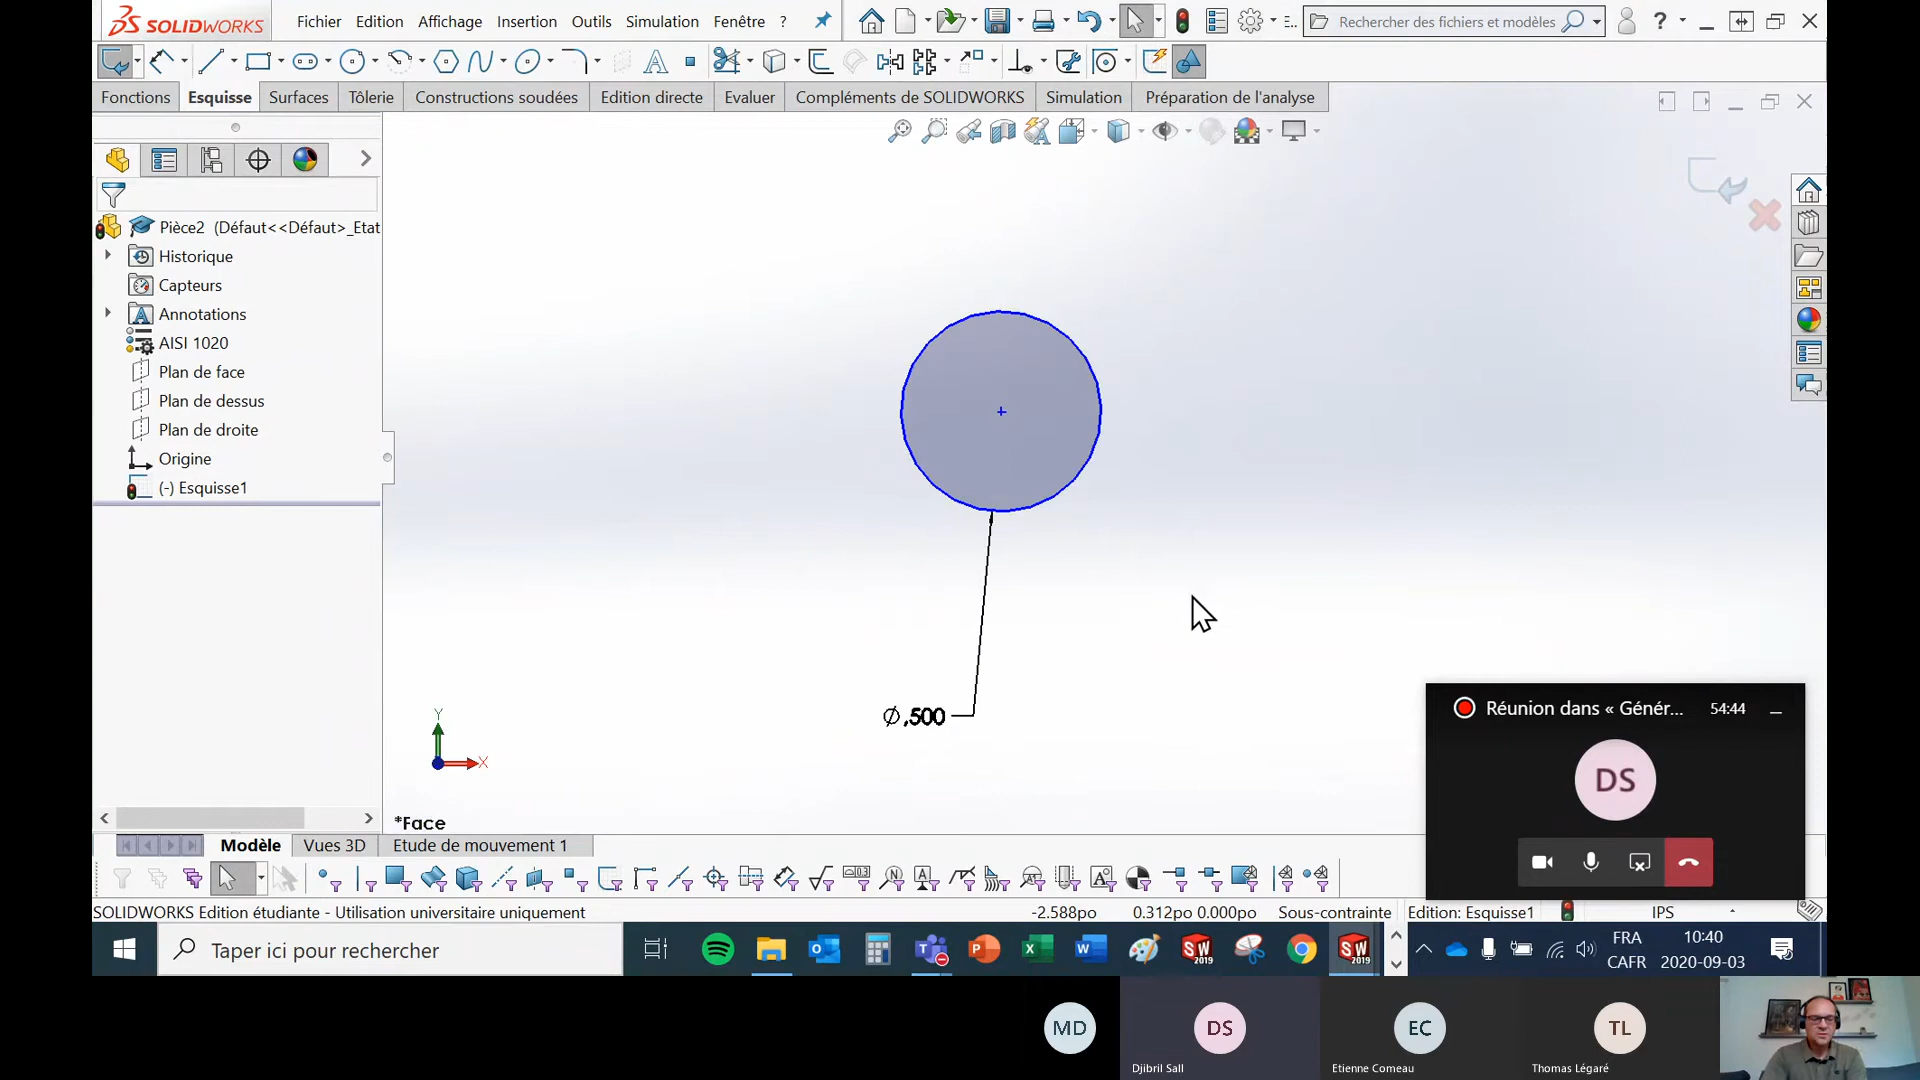 SOLIDWORKS Fichier Edition Affichage Insertion Outils Simulation Fenêtre ? E... Rechercher des fichiers et modèles ?
Fonctions Esquisse Surfaces Tôlerie Constructions soudées Edition directe Evaluer Compléments de SOLIDWORKS Simulation Préparation de l'analyse
Pièce2 (Défaut<<Défaut>_Etat
Historique
Capteurs
Annotations
AISI 1020
Plan de face
Plan de dessus
Plan de droite
Origine
(-) Esquisse1
Ø,500
Y
X
*Face
Réunion dans « Génér... 54:44
DS
Modèle Vues 3D Etude de mouvement 1
SOLIDWORKS Edition étudiante - Utilisation universitaire uniquement -2.588po 0.312po 0.000po Sous-contrainte Edition: Esquisse1 IPS
Taper ici pour rechercher
SW 2019
SW 2019
FRA
CAFR
10:40
2020-09-03
MD DS EC TL
Djibril Sall Etienne Comeau Thomas Légaré